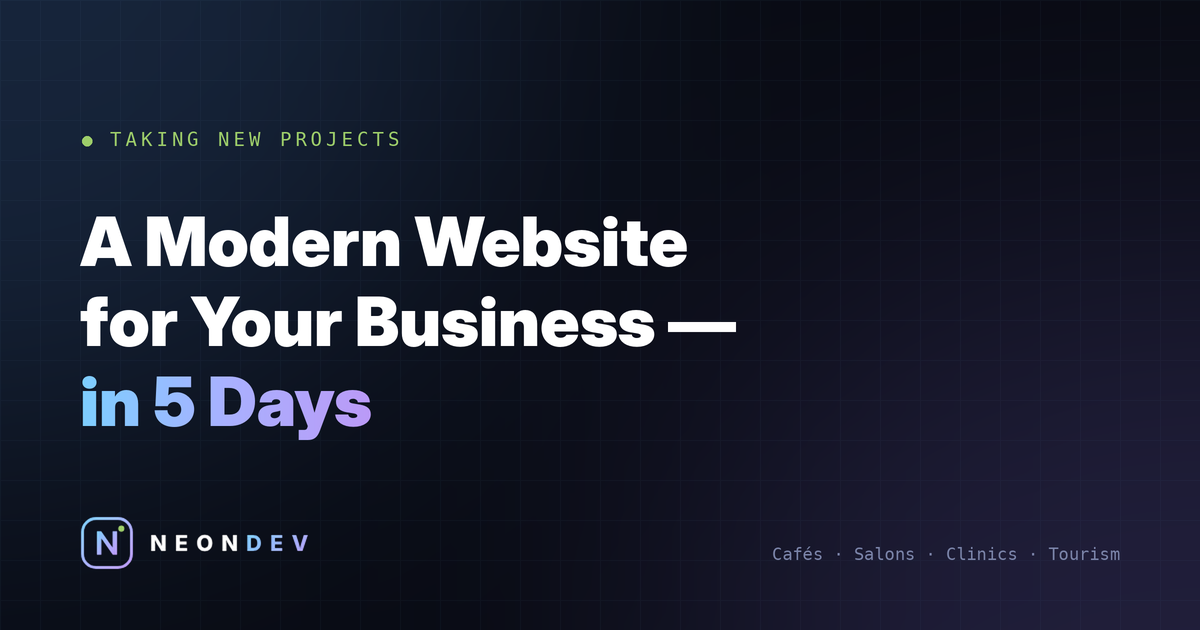 ● TAKING NEW PROJECTS
A Modern Website
for Your Business —
in 5 Days
N NEONDEV
Cafés · Salons · Clinics · Tourism